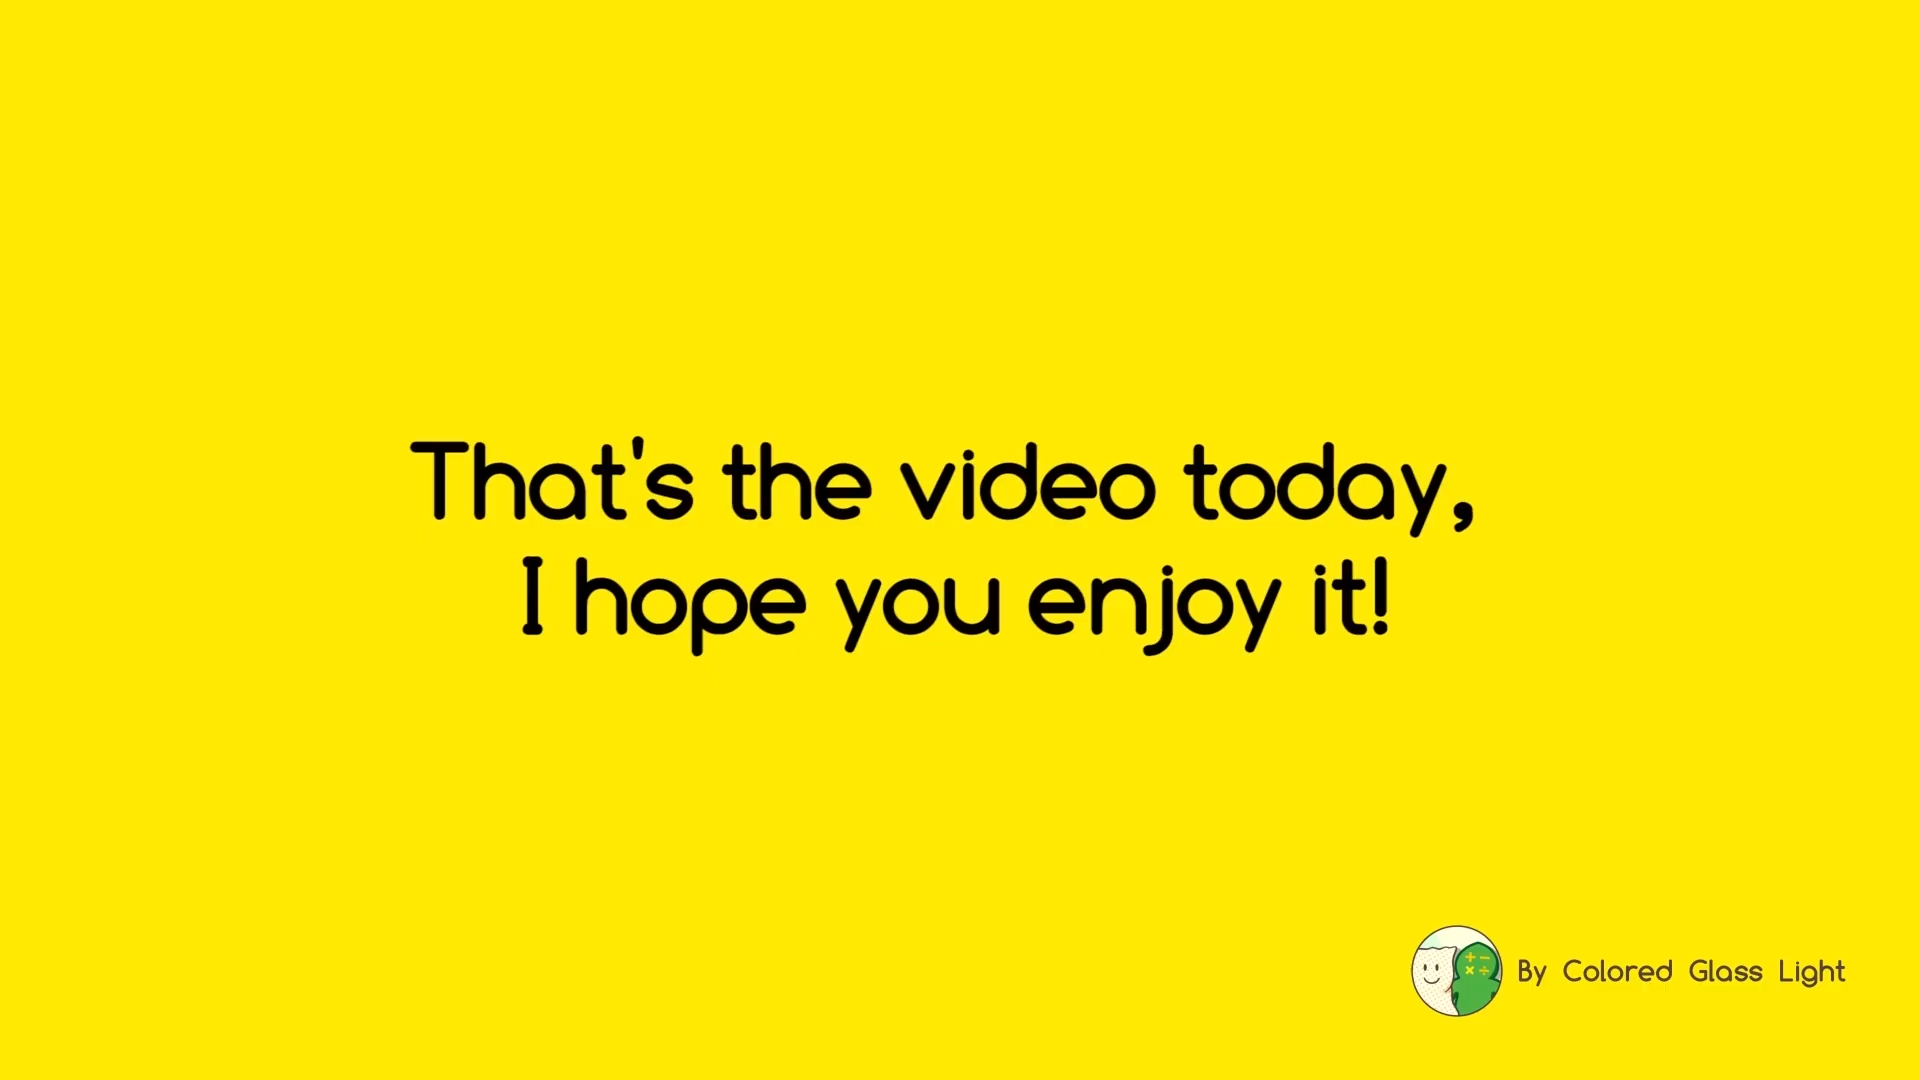 That's the video today,
I hope you enjoy it!
By Colored Glass Light